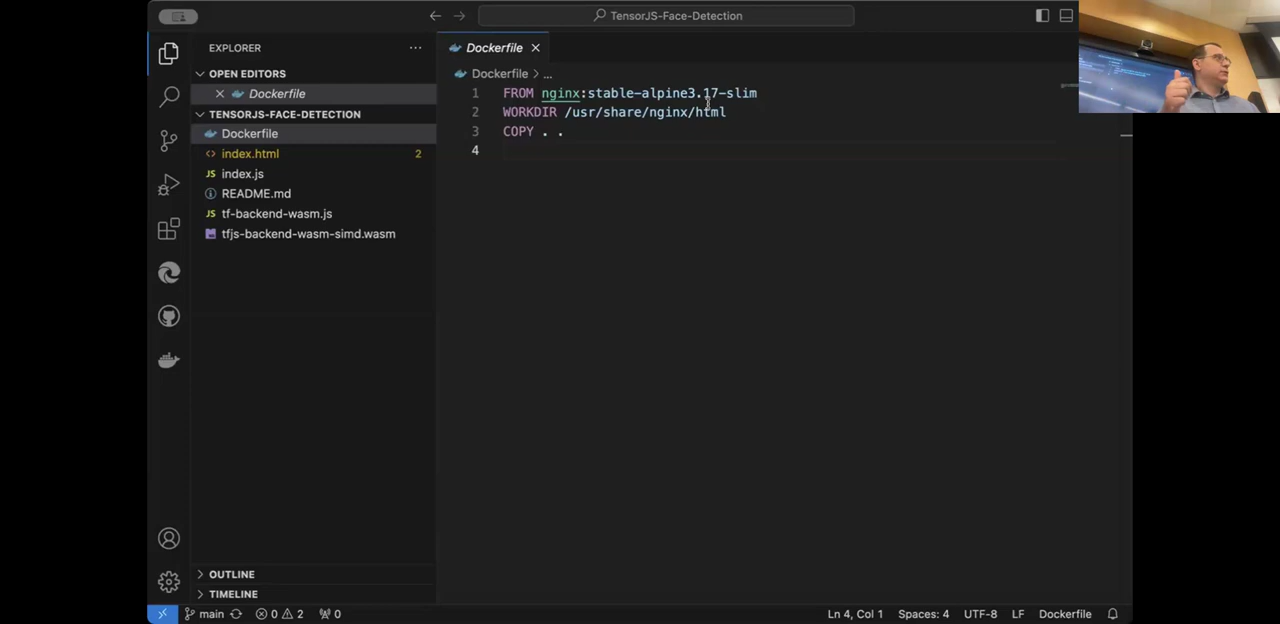 TensorJS-Face-Detection
EXPLORER
OPEN EDITORS
Dockerfile
TENSORJS-FACE-DETECTION
Dockerfile
index.html 2
index.js
README.md
tf-backend-wasm.js
tfjs-backend-wasm-simd.wasm
OUTLINE
TIMELINE
Dockerfile
Dockerfile > ...
1 FROM nginx:stable-alpine3.17-slim
2 WORKDIR /usr/share/nginx/html
3 COPY . .
4
main 0 2 0 Ln 4, Col 1 Spaces: 4 UTF-8 LF Dockerfile